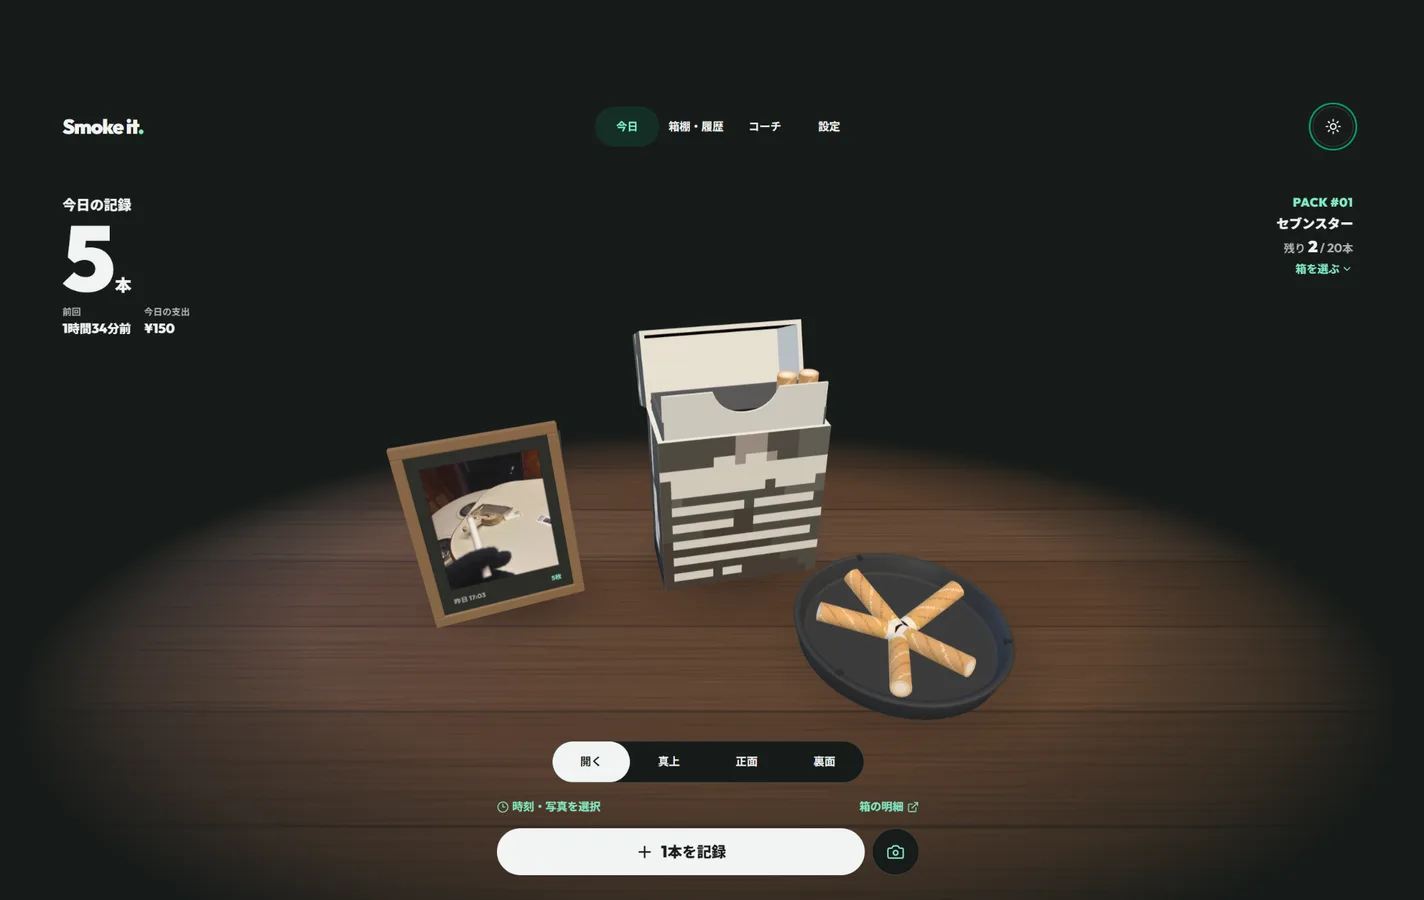 Smoke it.
今日
箱棚・履歴
コーチ
設定
今日の記録
5本
前回
1時間34分前
今日の支出
¥150
PACK #01
セブンスター
残り 2 / 20本
箱を選ぶ
5枚
昨日 17:03
開く
真上
正面
裏面
時刻・写真を選択
箱の明細
+ 1本を記録